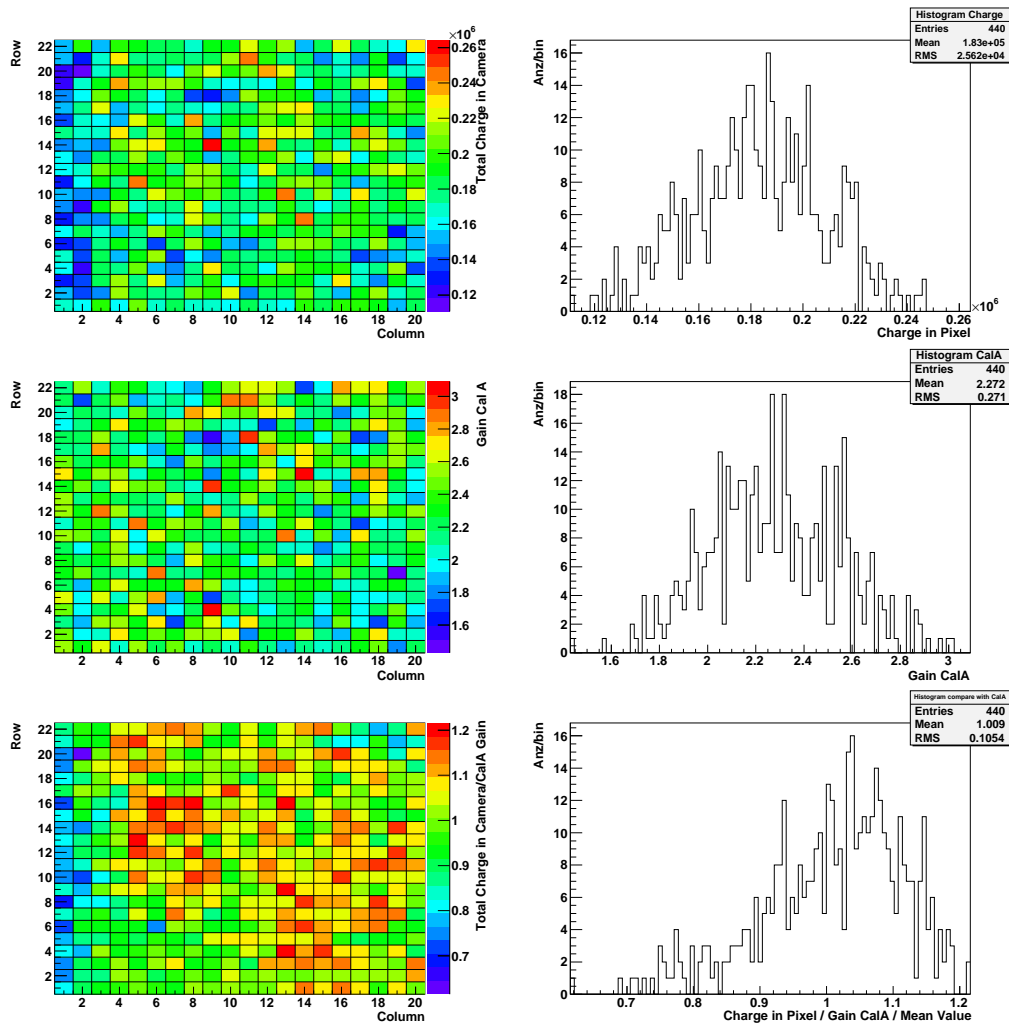 ×10⁶
Row
22
20
18
16
14
12
10
8
6
4
2
2 4 6 8 10 12 14 16 18 20
Column
0.26
0.24
0.22
0.2
0.18
0.16
0.14
0.12
Total Charge in Camera
Histogram Charge
Entries 440
Mean 1.83e+05
RMS 2.562e+04
Anz/bin
16
14
12
10
8
6
4
2
0
0.12 0.14 0.16 0.18 0.2 0.22 0.24 0.26
×10⁶
Charge in Pixel
Row
22
20
18
16
14
12
10
8
6
4
2
2 4 6 8 10 12 14 16 18 20
Column
3
2.8
2.6
2.4
2.2
2
1.8
1.6
Gain Cal A
Histogram CalA
Entries 440
Mean 2.272
RMS 0.271
Anz/bin
18
16
14
12
10
8
6
4
2
0
1.6 1.8 2 2.2 2.4 2.6 2.8 3
Gain CalA
Row
22
20
18
16
14
12
10
8
6
4
2
2 4 6 8 10 12 14 16 18 20
Column
1.2
1.1
1
0.9
0.8
0.7
Total Charge in Camera/CalA Gain
Histogram compare with CalA
Entries 440
Mean 1.009
RMS 0.1054
Anz/bin
16
14
12
10
8
6
4
2
0
0.7 0.8 0.9 1 1.1 1.2
Charge in Pixel / Gain CalA / Mean Value